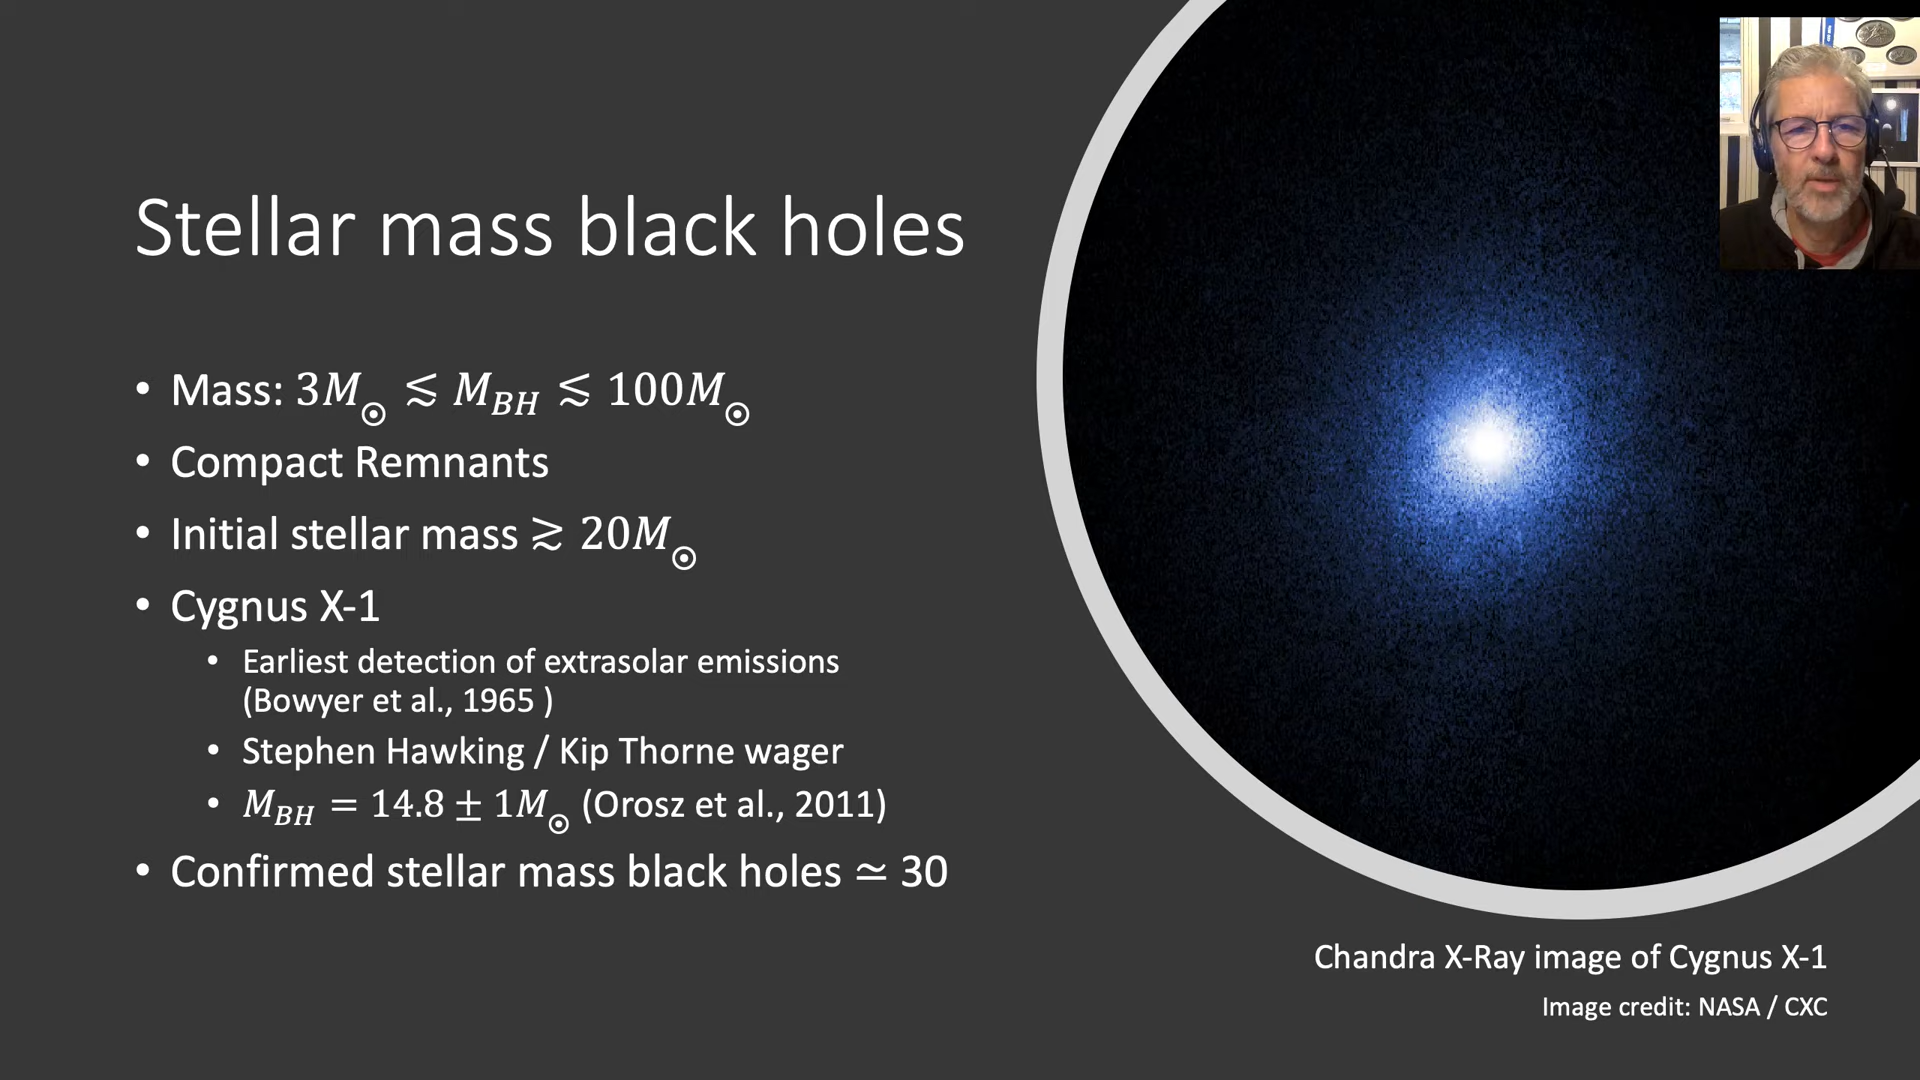 Stellar mass black holes
• Mass: 3M☉ ≲ M_BH ≲ 100M☉
• Compact Remnants
• Initial stellar mass ≳ 20M☉
• Cygnus X-1
• Earliest detection of extrasolar emissions
(Bowyer et al., 1965 )
• Stephen Hawking / Kip Thorne wager
• M_BH = 14.8 ± 1M☉ (Orosz et al., 2011)
• Confirmed stellar mass black holes ≃ 30
Chandra X-Ray image of Cygnus X-1
Image credit: NASA / CXC